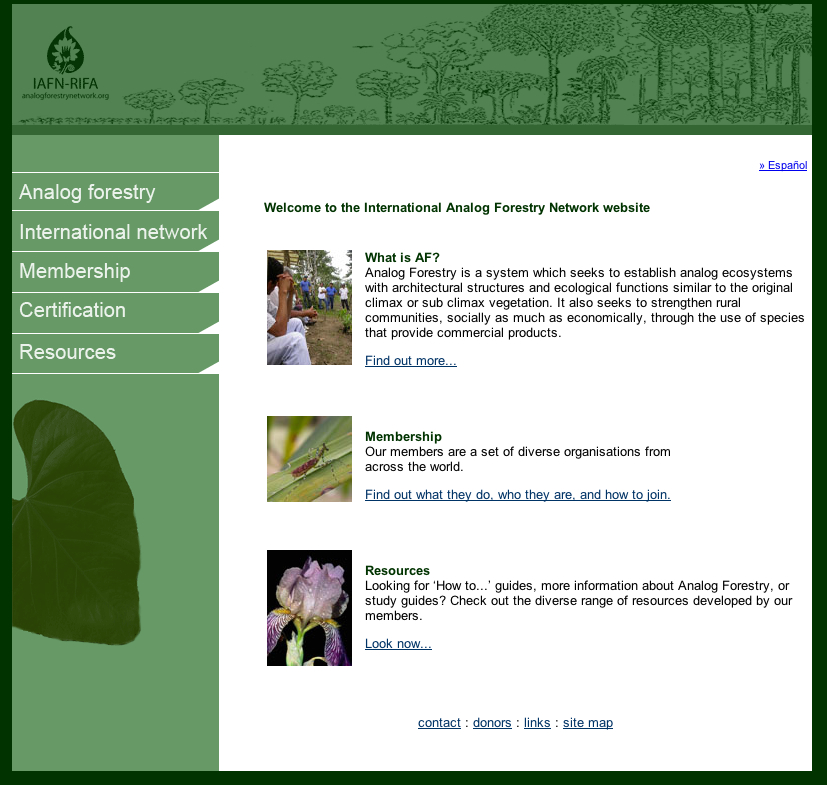 IAFN-RIFA
analogforestrynetwork.org
» Español
Analog forestry
International network
Membership
Certification
Resources
Welcome to the International Analog Forestry Network website
What is AF?
Analog Forestry is a system which seeks to establish analog ecosystems
with architectural structures and ecological functions similar to the original
climax or sub climax vegetation. It also seeks to strengthen rural
communities, socially as much as economically, through the use of species
that provide commercial products.
Find out more...
Membership
Our members are a set of diverse organisations from
across the world.
Find out what they do, who they are, and how to join.
Resources
Looking for ‘How to...’ guides, more information about Analog Forestry, or
study guides? Check out the diverse range of resources developed by our
members.
Look now...
contact : donors : links : site map